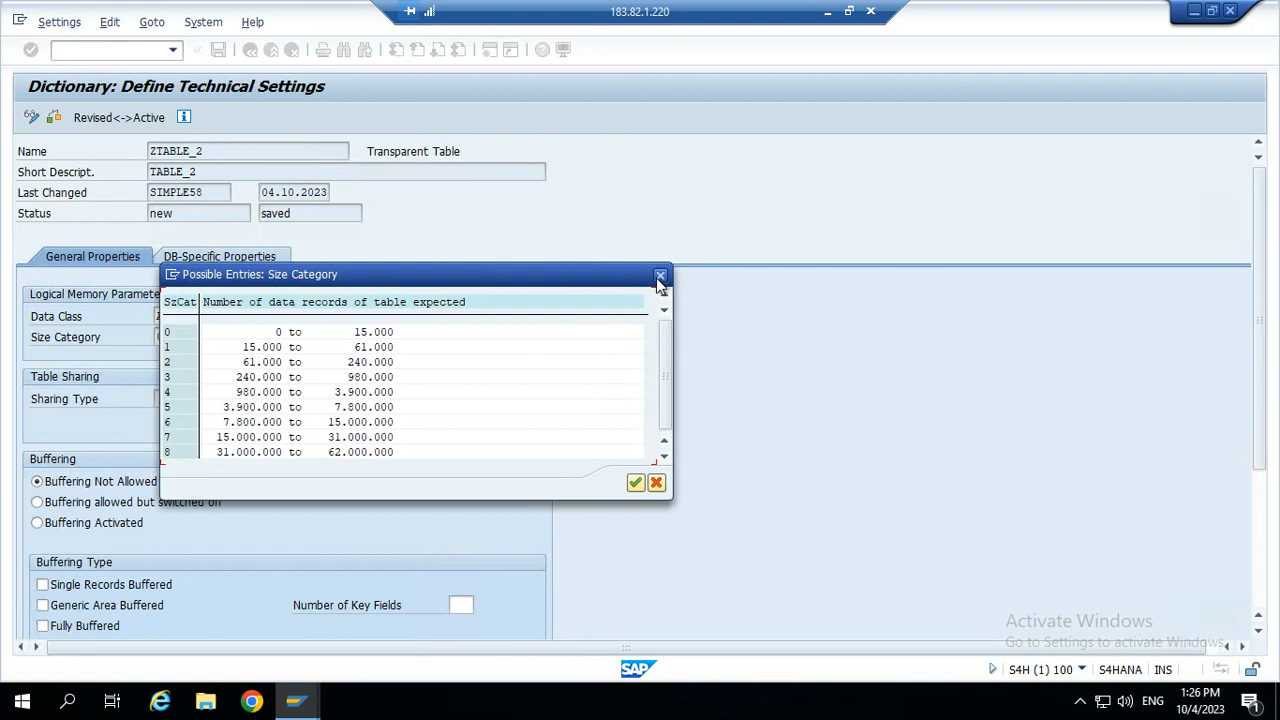 183.82.1.220
Settings Edit Goto System Help
Dictionary: Define Technical Settings
Revised<->Active
Name ZTABLE_2 Transparent Table
Short Descript. TABLE_2
Last Changed SIMPLE58 04.10.2023
Status new saved
General Properties DB-Specific Properties
Possible Entries: Size Category
Logical Memory Paramete
SzCat Number of data records of table expected
Data Class
0 0 to 15.000
Size Category
1 15.000 to 61.000
2 61.000 to 240.000
Table Sharing
3 240.000 to 980.000
4 980.000 to 3.900.000
Sharing Type
5 3.900.000 to 7.800.000
6 7.800.000 to 15.000.000
7 15.000.000 to 31.000.000
8 31.000.000 to 62.000.000
Buffering
Buffering Not Allowed
Buffering allowed but switched off
Buffering Activated
Buffering Type
Single Records Buffered
Generic Area Buffered Number of Key Fields
Fully Buffered
Activate Windows
Go to Settings to activate Windows.
SAP S4H (1) 100 S4HANA INS
ENG 1:26 PM
10/4/2023 1